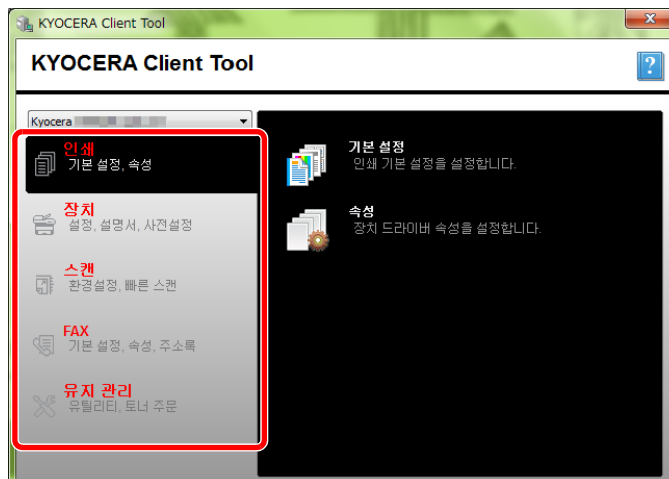 KYOCERA Client Tool
KYOCERA Client Tool
Kyocera
인쇄
기본 설정, 속성
장치
설정, 설명서, 사전설정
스캔
환경설정, 빠른 스캔
FAX
기본 설정, 속성, 주소록
유지 관리
유틸리티, 토너 주문
기본 설정
인쇄 기본 설정을 설정합니다.
속성
장치 드라이버 속성을 설정합니다.